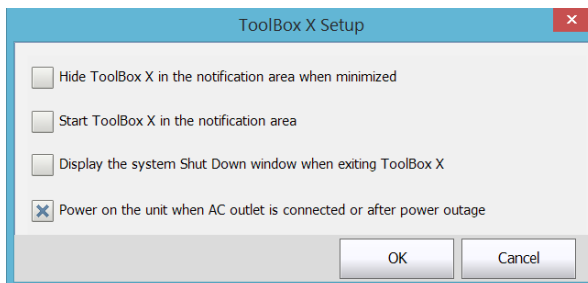 ToolBox X Setup
Hide ToolBox X in the notification area when minimized
Start ToolBox X in the notification area
Display the system Shut Down window when exiting ToolBox X
Power on the unit when AC outlet is connected or after power outage
OK Cancel